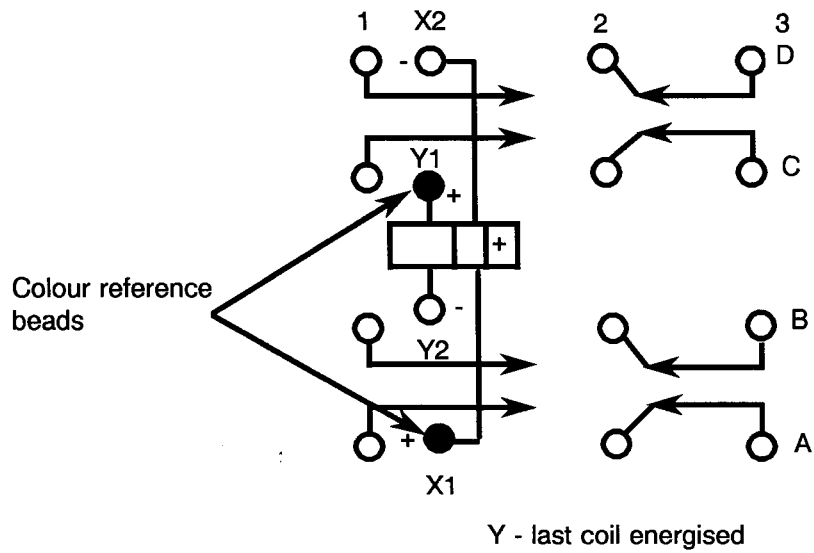 1 X2 2 3
- D
Y1 C
+
+
Colour reference
beads
-
B
Y2
+ A
X1
Y - last coil energised